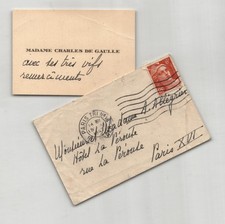 MADAME CHARLES DE GAULLE
avec ses très vifs
remerciements
PARIS
Monsieur et Madame A.
Hôtel La Pérouse
rue La Pérouse
Paris XVI